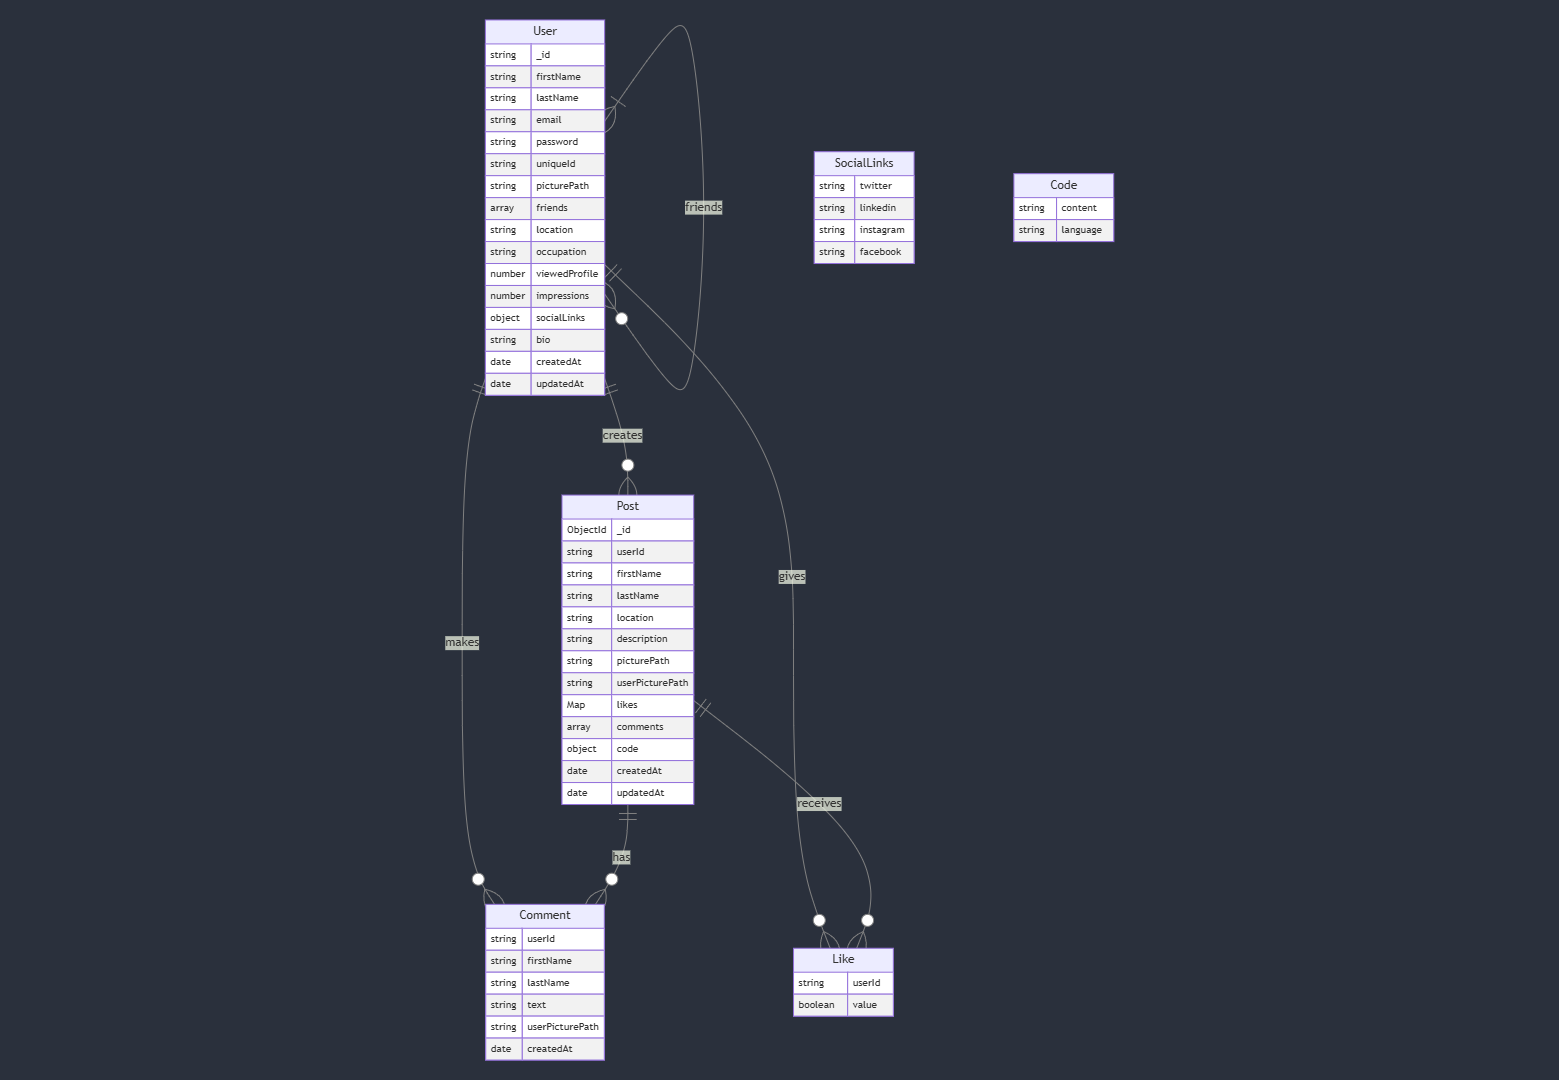 User
string _id
string firstName
string lastName
string email
string password
string uniqueId
string picturePath
array friends
string location
string occupation
number viewedProfile
number impressions
object socialLinks
string bio
date createdAt
date updatedAt
friends
SocialLinks
string twitter
string linkedin
string instagram
string facebook
Code
string content
string language
creates
Post
ObjectId _id
string userId
string firstName
string lastName
string location
string description
string picturePath
string userPicturePath
Map likes
array comments
object code
date createdAt
date updatedAt
gives
makes
receives
has
Comment
string userId
string firstName
string lastName
string text
string userPicturePath
date createdAt
Like
string userId
boolean value